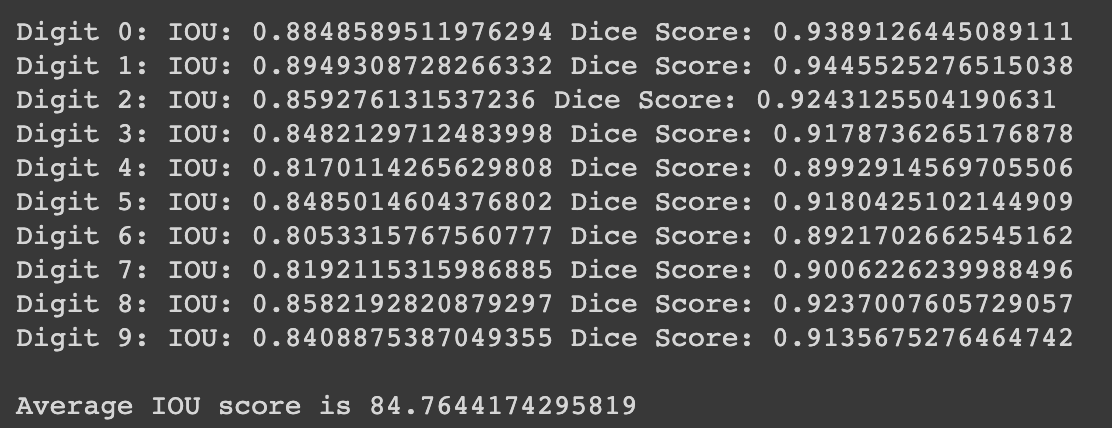 Digit 0: IOU: 0.8848589511976294 Dice Score: 0.9389126445089111
Digit 1: IOU: 0.8949308728266332 Dice Score: 0.9445525276515038
Digit 2: IOU: 0.859276131537236 Dice Score: 0.9243125504190631
Digit 3: IOU: 0.8482129712483998 Dice Score: 0.9178736265176878
Digit 4: IOU: 0.8170114265629808 Dice Score: 0.8992914569705506
Digit 5: IOU: 0.8485014604376802 Dice Score: 0.9180425102144909
Digit 6: IOU: 0.8053315767560777 Dice Score: 0.8921702662545162
Digit 7: IOU: 0.8192115315986885 Dice Score: 0.9006226239988496
Digit 8: IOU: 0.8582192820879297 Dice Score: 0.9237007605729057
Digit 9: IOU: 0.8408875387049355 Dice Score: 0.9135675276464742
Average IOU score is 84.7644174295819